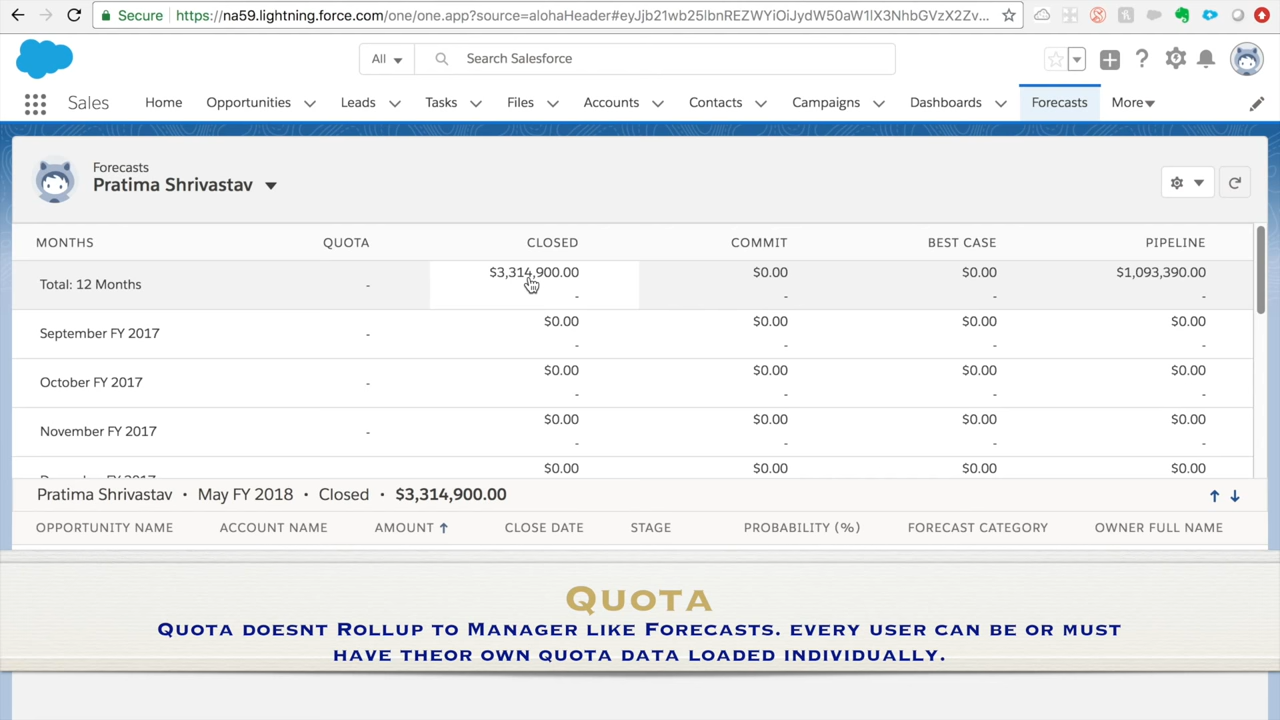 Secure
https://na59.lightning.force.com/one/one.app?source=alohaHeader#eyJjb21wb25lbnREZWYiOiJydW50aW1lX3NhbGVzX2Zv...
All
Search Salesforce
Sales
Home
Opportunities
Leads
Tasks
Files
Accounts
Contacts
Campaigns
Dashboards
Forecasts
More
Forecasts
Pratima Shrivastav
MONTHS QUOTA CLOSED COMMIT BEST CASE PIPELINE
$3,314,900.00 $0.00 $0.00 $1,093,390.00
Total: 12 Months -
- - - -
$0.00 $0.00 $0.00 $0.00
September FY 2017 -
- - - -
$0.00 $0.00 $0.00 $0.00
October FY 2017 -
- - - -
$0.00 $0.00 $0.00 $0.00
November FY 2017 -
- - - -
$0.00 $0.00 $0.00 $0.00
December FY 2017
Pratima Shrivastav • May FY 2018 • Closed • $3,314,900.00
OPPORTUNITY NAME ACCOUNT NAME AMOUNT CLOSE DATE STAGE PROBABILITY (%) FORECAST CATEGORY OWNER FULL NAME
Quota
Quota doesnt Rollup to Manager like Forecasts. every user can be or must
have theor own quota data loaded individually.